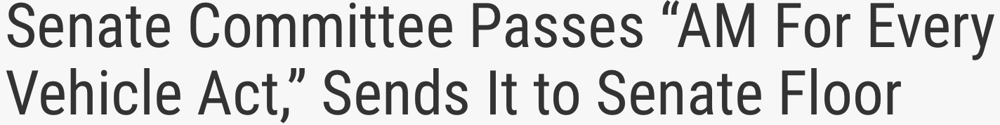 Senate Committee Passes “AM For Every
Vehicle Act,” Sends It to Senate Floor